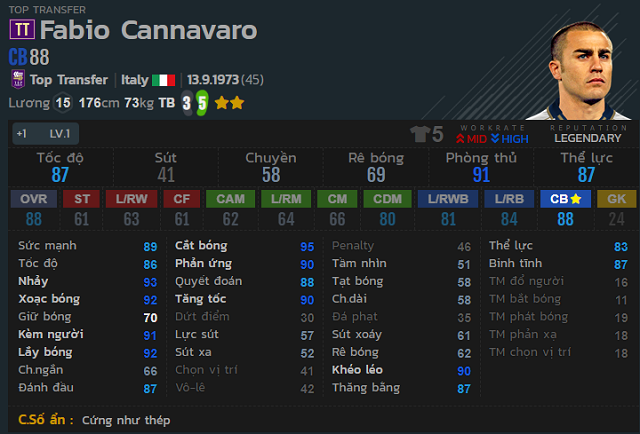 TOP TRANSFER
TT Fabio Cannavaro
CB 88
Top Transfer | Italy | 13.9.1973 (45)
Lương 15 176cm 73kg TB 3 5
+1 LV.1 5 WORKRATE MID HIGH REPUTATION LEGENDARY
Tốc độ Sút Chuyền Rê bóng Phòng thủ Thể lực
87 41 58 69 91 87
OVR ST L/RW CF CAM L/RM CM CDM L/RWB L/RB CB GK
88 61 63 61 62 64 66 80 81 84 88 24
Sức mạnh 89 Cắt bóng 95 Penalty 46 Thể lực 83
Tốc độ 86 Phản ứng 90 Tầm nhìn 51 Bình tĩnh 87
Nhảy 93 Quyết đoán 88 Tạt bóng 58 TM đổ người 16
Xoạc bóng 92 Tăng tốc 90 Ch.dài 58 TM bắt bóng 11
Giữ bóng 70 Dứt điểm 30 Đá phạt 35 TM phát bóng 19
Kèm người 91 Lực sút 57 Sút xoáy 61 TM phản xạ 18
Lấy bóng 92 Sút xa 52 Rê bóng 62 TM chọn vị trí 18
Ch.ngắn 66 Chọn vị trí 41 Khéo léo 90
Đánh đầu 87 Vô-lê 42 Thăng bằng 87
C.Số ẩn : Cứng như thép